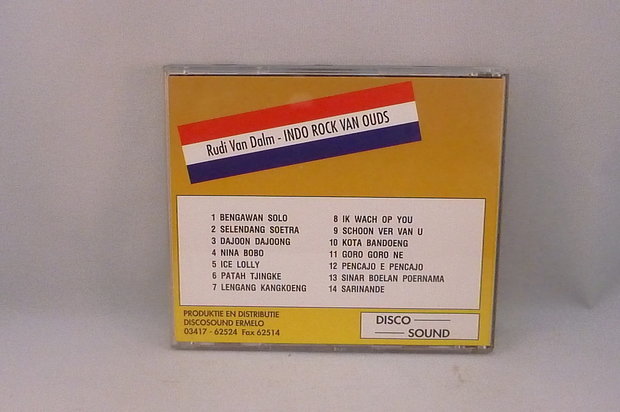 Rudi Van Dalm - INDO ROCK VAN OUDS
1 BENGAWAN SOLO
2 SELENDANG SOETRA
3 DAJOON DAJOONG
4 NINA BOBO
5 ICE LOLLY
6 PATAH TJINGKE
7 LENGANG KANGKOENG
8 IK WACH OP YOU
9 SCHOON VER VAN U
10 KOTA BANDOENG
11 GORO GORO NE
12 PENCAJO E PENCAJO
13 SINAR BOELAN POERNAMA
14 SARINANDE
PRODUKTIE EN DISTRIBUTIE
DISCOSOUND ERMELO
03417 - 62524 Fax 62514
DISCO
SOUND